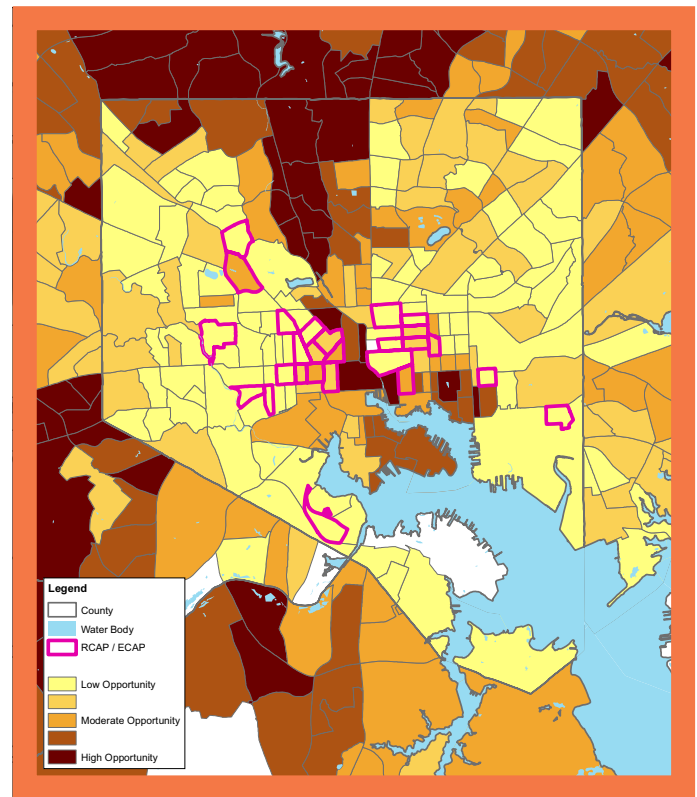 Legend
County
Water Body
RCAP / ECAP
Low Opportunity
Moderate Opportunity
High Opportunity